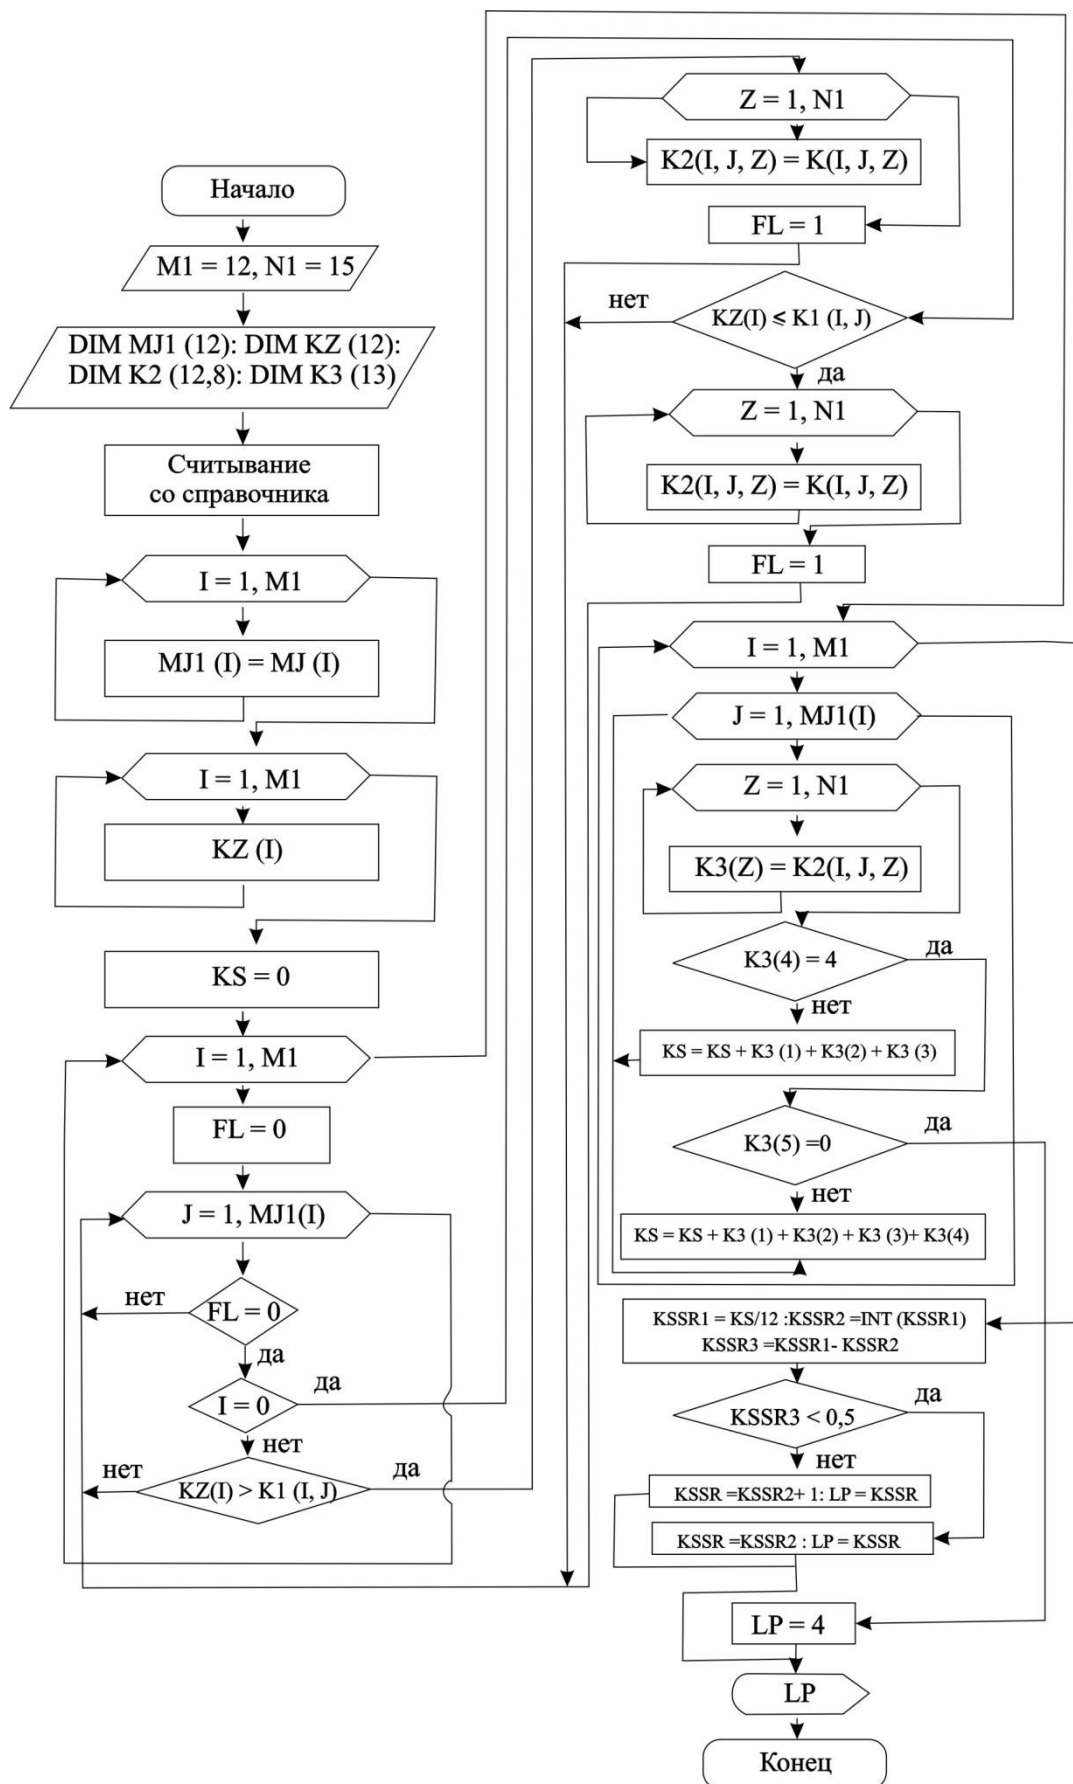 Начало
M1 = 12, N1 = 15
DIM MJ1 (12): DIM KZ (12):
DIM K2 (12,8): DIM K3 (13)
Считывание
со справочника
I = 1, M1
MJ1 (I) = MJ (I)
I = 1, M1
KZ (I)
KS = 0
I = 1, M1
FL = 0
J = 1, MJ1(I)
нет
FL = 0
да
I = 0
да
нет
нет
KZ(I) > K1 (I, J)
да
Z = 1, N1
K2(I, J, Z) = K(I, J, Z)
FL = 1
нет
KZ(I) ⩽ K1 (I, J)
да
Z = 1, N1
K2(I, J, Z) = K(I, J, Z)
FL = 1
I = 1, M1
J = 1, MJ1(I)
Z = 1, N1
K3(Z) = K2(I, J, Z)
K3(4) = 4
да
нет
KS = KS + K3 (1) + K3(2) + K3 (3)
K3(5) =0
да
нет
KS = KS + K3 (1) + K3(2) + K3 (3)+ K3(4)
KSSR1 = KS/12 :KSSR2 =INT (KSSR1)
KSSR3 =KSSR1- KSSR2
KSSR3 < 0,5
да
нет
KSSR =KSSR2+ 1: LP = KSSR
KSSR =KSSR2 : LP = KSSR
LP = 4
LP
Конец